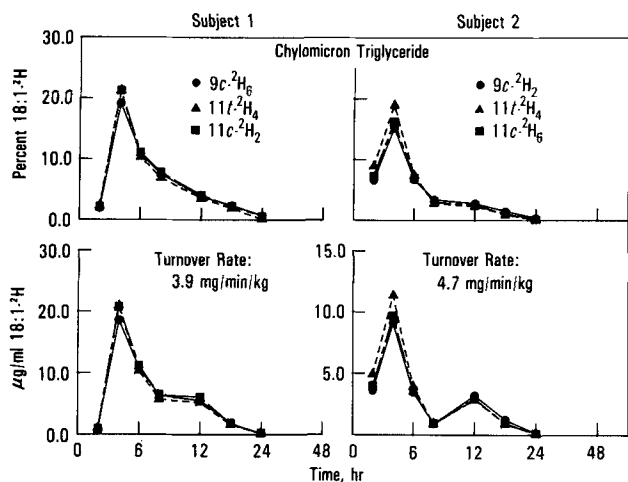 Subject 1 Subject 2
Chylomicron Triglyceride
Percent 18:1-²H
30.0
20.0
10.0
0.0
● 9c-²H₆
▲ 11t-²H₄
■ 11c-²H₂
● 9c-²H₂
▲ 11t-²H₄
■ 11c-²H₆
µg/ml 18:1-²H
30.0
20.0
10.0
0.0
Turnover Rate:
3.9 mg/min/kg
15.0
10.0
5.0
Turnover Rate:
4.7 mg/min/kg
0 6 12 24 48 0 6 12 24 48
Time, hr